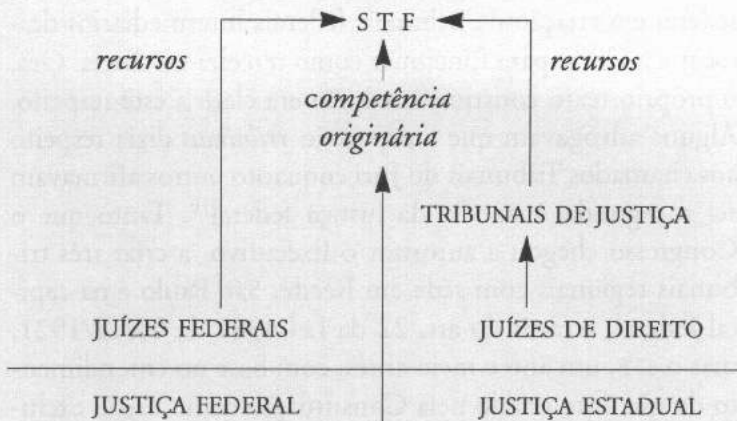 S T F
recursos
recursos
competência
originária
TRIBUNAIS DE JUSTIÇA
JUÍZES FEDERAIS
JUÍZES DE DIREITO
JUSTIÇA FEDERAL
JUSTIÇA ESTADUAL